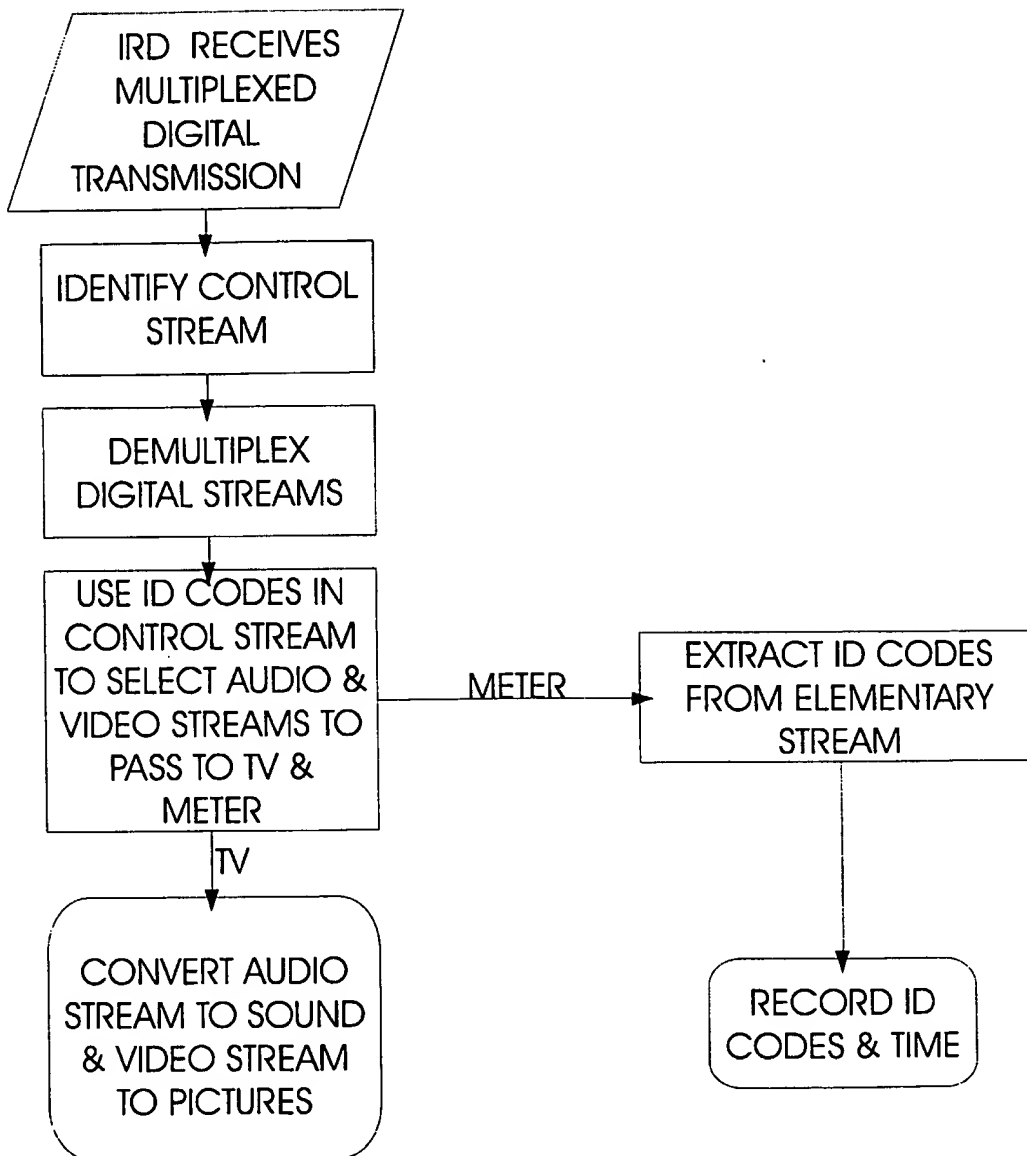 IRD RECEIVES
MULTIPLEXED
DIGITAL
TRANSMISSION
IDENTIFY CONTROL
STREAM
DEMULTIPLEX
DIGITAL STREAMS
USE ID CODES IN
CONTROL STREAM
TO SELECT AUDIO &
VIDEO STREAMS TO
PASS TO TV &
METER
METER
EXTRACT ID CODES
FROM ELEMENTARY
STREAM
TV
CONVERT AUDIO
STREAM TO SOUND
& VIDEO STREAM
TO PICTURES
RECORD ID
CODES & TIME